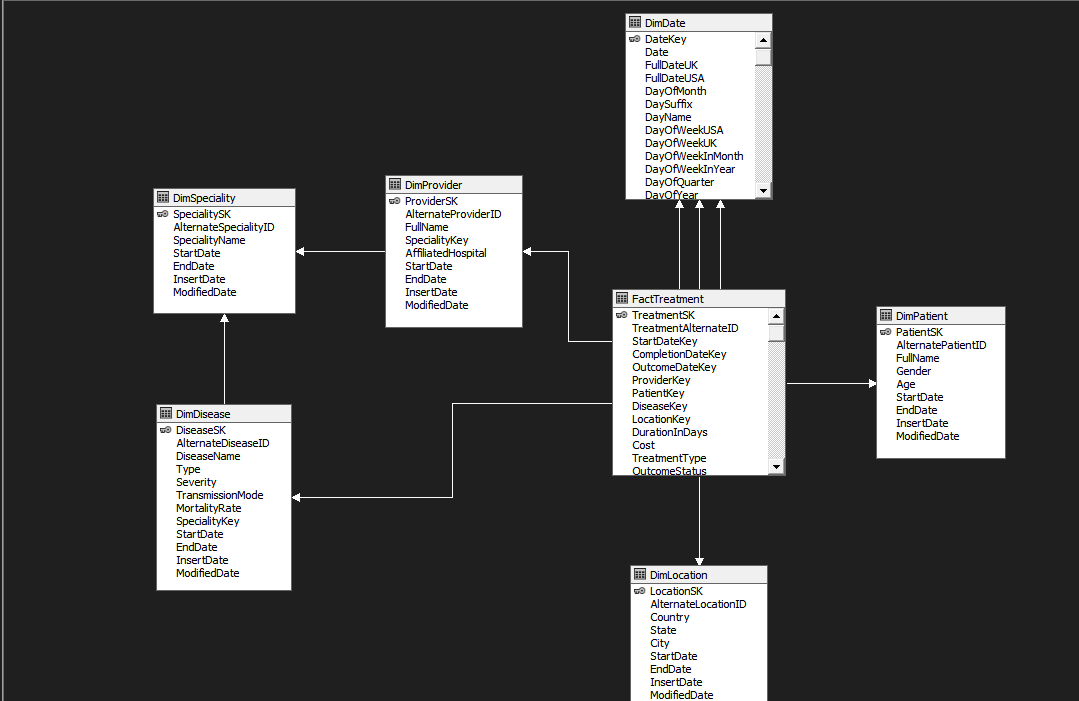 DimDate
DateKey
Date
FullDateUK
FullDateUSA
DayOfMonth
DaySuffix
DayName
DayOfWeekUSA
DayOfWeekUK
DayOfWeekInMonth
DayOfWeekInYear
DayOfQuarter
DayOfYear
DimSpeciality
SpecialitySK
AlternateSpecialityID
SpecialityName
StartDate
EndDate
InsertDate
ModifiedDate
DimProvider
ProviderSK
AlternateProviderID
FullName
SpecialityKey
AffiliatedHospital
StartDate
EndDate
InsertDate
ModifiedDate
FactTreatment
TreatmentSK
TreatmentAlternateID
StartDateKey
CompletionDateKey
OutcomeDateKey
ProviderKey
PatientKey
DiseaseKey
LocationKey
DurationInDays
Cost
TreatmentType
OutcomeStatus
DimPatient
PatientSK
AlternatePatientID
FullName
Gender
Age
StartDate
EndDate
InsertDate
ModifiedDate
DimDisease
DiseaseSK
AlternateDiseaseID
DiseaseName
Type
Severity
TransmissionMode
MortalityRate
SpecialityKey
StartDate
EndDate
InsertDate
ModifiedDate
DimLocation
LocationSK
AlternateLocationID
Country
State
City
StartDate
EndDate
InsertDate
ModifiedDate